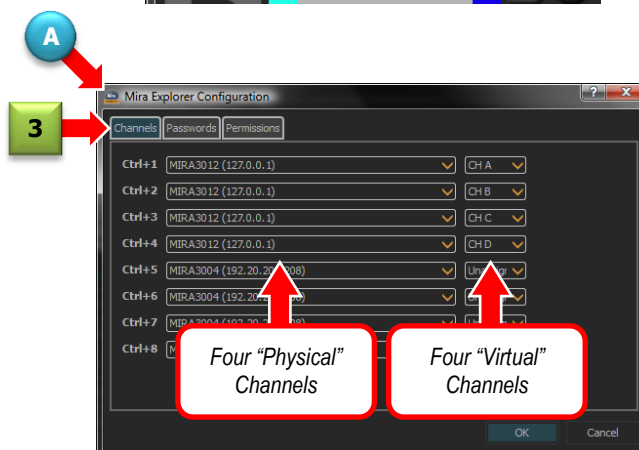 A
Mira Explorer Configuration
3
Channels Passwords Permissions
Ctrl+1 MIRA3012 (127.0.0.1) CH A
Ctrl+2 MIRA3012 (127.0.0.1) CH B
Ctrl+3 MIRA3012 (127.0.0.1) CH C
Ctrl+4 MIRA3012 (127.0.0.1) CH D
Ctrl+5 MIRA3004
Ctrl+6 MIRA3004
Ctrl+7 MIRA3004
Ctrl+8
Four “Physical” Channels
Four “Virtual” Channels
OK Cancel